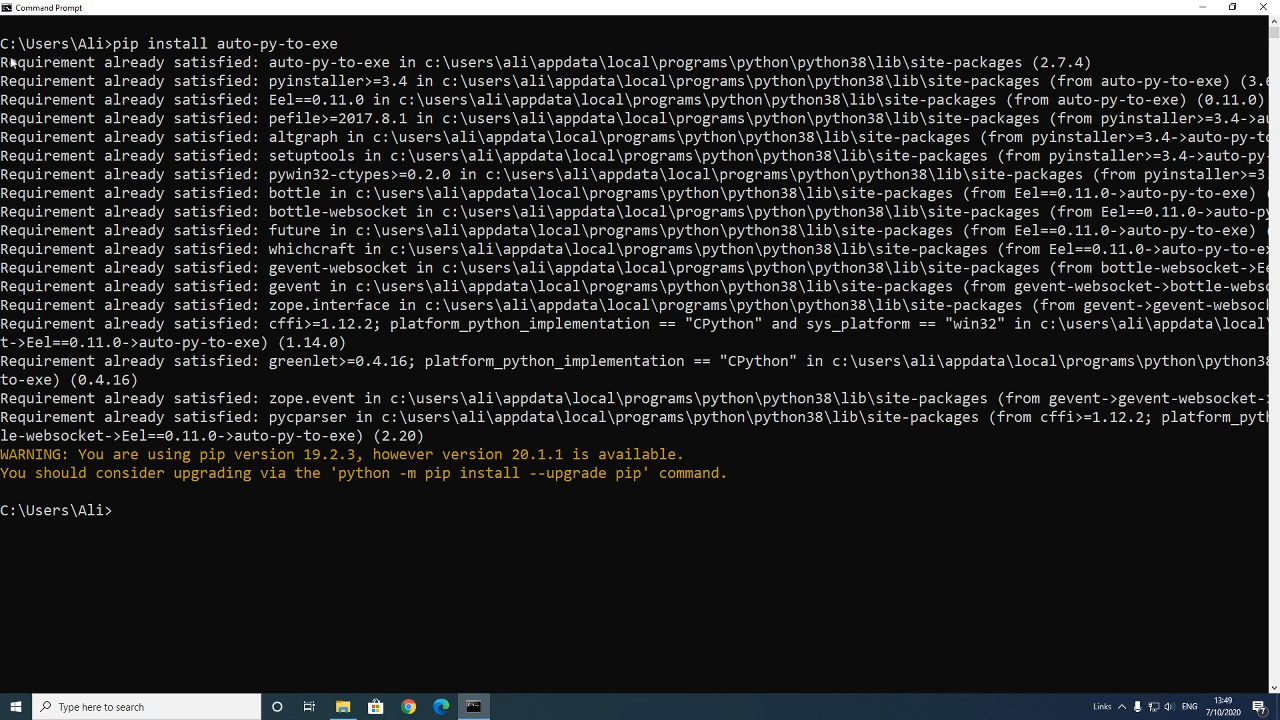 Command Prompt
C:\Users\Ali>pip install auto-py-to-exe
Requirement already satisfied: auto-py-to-exe in c:\users\ali\appdata\local\programs\python\python38\lib\site-packages (2.7.4)
Requirement already satisfied: pyinstaller>=3.4 in c:\users\ali\appdata\local\programs\python\python38\lib\site-packages (from auto-py-to-exe) (3.6
Requirement already satisfied: Eel==0.11.0 in c:\users\ali\appdata\local\programs\python\python38\lib\site-packages (from auto-py-to-exe) (0.11.0)
Requirement already satisfied: pefile>=2017.8.1 in c:\users\ali\appdata\local\programs\python\python38\lib\site-packages (from pyinstaller>=3.4->au
Requirement already satisfied: altgraph in c:\users\ali\appdata\local\programs\python\python38\lib\site-packages (from pyinstaller>=3.4->auto-py-to
Requirement already satisfied: setuptools in c:\users\ali\appdata\local\programs\python\python38\lib\site-packages (from pyinstaller>=3.4->auto-py-
Requirement already satisfied: pywin32-ctypes>=0.2.0 in c:\users\ali\appdata\local\programs\python\python38\lib\site-packages (from pyinstaller>=3.
Requirement already satisfied: bottle in c:\users\ali\appdata\local\programs\python\python38\lib\site-packages (from Eel==0.11.0->auto-py-to-exe) (
Requirement already satisfied: bottle-websocket in c:\users\ali\appdata\local\programs\python\python38\lib\site-packages (from Eel==0.11.0->auto-py
Requirement already satisfied: future in c:\users\ali\appdata\local\programs\python\python38\lib\site-packages (from Eel==0.11.0->auto-py-to-exe) (
Requirement already satisfied: whichcraft in c:\users\ali\appdata\local\programs\python\python38\lib\site-packages (from Eel==0.11.0->auto-py-to-ex
Requirement already satisfied: gevent-websocket in c:\users\ali\appdata\local\programs\python\python38\lib\site-packages (from bottle-websocket->Ee
Requirement already satisfied: gevent in c:\users\ali\appdata\local\programs\python\python38\lib\site-packages (from gevent-websocket->bottle-webso
Requirement already satisfied: zope.interface in c:\users\ali\appdata\local\programs\python\python38\lib\site-packages (from gevent->gevent-websock
Requirement already satisfied: cffi>=1.12.2; platform_python_implementation == "CPython" and sys_platform == "win32" in c:\users\ali\appdata\local\
t->Eel==0.11.0->auto-py-to-exe) (1.14.0)
Requirement already satisfied: greenlet>=0.4.16; platform_python_implementation == "CPython" in c:\users\ali\appdata\local\programs\python\python38
to-exe) (0.4.16)
Requirement already satisfied: zope.event in c:\users\ali\appdata\local\programs\python\python38\lib\site-packages (from gevent->gevent-websocket->
Requirement already satisfied: pycparser in c:\users\ali\appdata\local\programs\python\python38\lib\site-packages (from cffi>=1.12.2; platform_pyth
le-websocket->Eel==0.11.0->auto-py-to-exe) (2.20)
WARNING: You are using pip version 19.2.3, however version 20.1.1 is available.
You should consider upgrading via the 'python -m pip install --upgrade pip' command.
C:\Users\Ali>
Type here to search
Links
ENG
13:49
7/10/2020
7